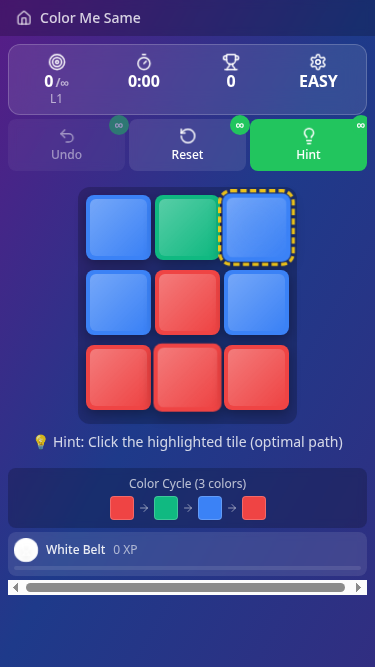 Color Me Same
0 /∞
L1
0:00
0
EASY
∞
Undo
∞
Reset
∞
Hint
💡 Hint: Click the highlighted tile (optimal path)
Color Cycle (3 colors)
→ → →
White Belt 0 XP